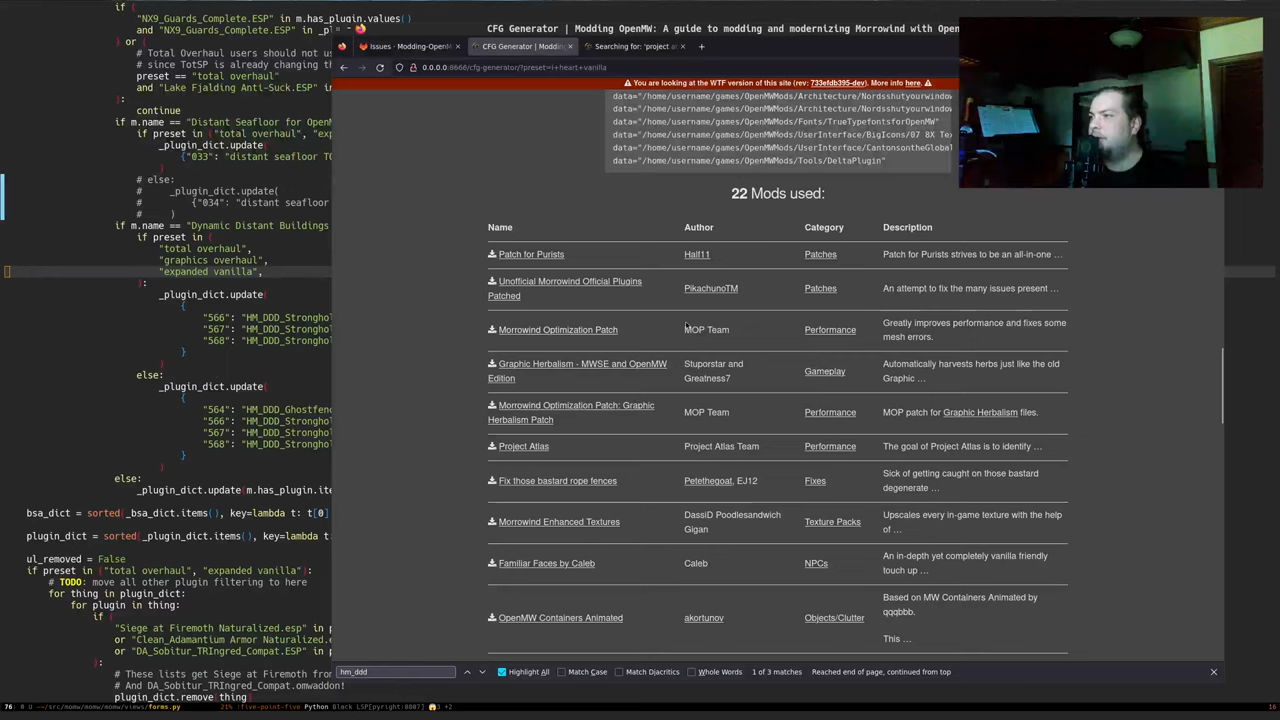 if (
"NX9_Guards_Complete.ESP" in m.has_plugin.values()
and "NX9_Guards_Complete.ESP" in _pl
) or (
# Total Overhaul users should not us
# since TotSP is already changing th
preset == "total overhaul"
and "Lake Fjalding Anti-Suck.ESP" in
):
continue
if m.name == "Distant Seafloor for OpenM
if preset in ("total overhaul", "exp
_plugin_dict.update(
{"033": "distant seafloor TO
)
# else:
# _plugin_dict.update(
# {"034": "distant seafloor
# )
if m.name == "Dynamic Distant Buildings
if preset in (
"total overhaul",
"graphics overhaul",
"expanded vanilla",
):
_plugin_dict.update(
{
"566": "HM_DDD_Strongho
"567": "HM_DDD_Strongho
"568": "HM_DDD_Strongho
}
)
else:
_plugin_dict.update(
{
"564": "HM_DDD_Ghostfenc
"566": "HM_DDD_Strongho
"567": "HM_DDD_Strongho
"568": "HM_DDD_Strongho
}
)
else:
_plugin_dict.update(m.has_plugin.ite
bsa_dict = sorted(_bsa_dict.items(), key=lambda t: t[0]
plugin_dict = sorted(_plugin_dict.items(), key=lambda t:
ul_removed = False
if preset in ("total overhaul", "expanded vanilla"):
# TODO: move all other plugin filtering to here
for thing in plugin_dict:
for plugin in thing:
if (
"Siege at Firemoth Naturalized.esp" in p
or "Clean_Adamantium Armor Naturalized.e
or "DA_Sobitur_TRIngred_Compat.ESP" in p
):
# These lists get Siege at Firemoth from
# And DA_Sobitur_TRIngred_Compat.omwaddon!
plugin_dict.remove(thing)
CFG Generator | Modding OpenMW: A guide to modding and modernizing Morrowind with Open
Issues · Modding-OpenM
CFG Generator | Modding
Searching for: 'project at
0.0.0.0:8666/cfg-generator/?preset=i+heart+vanilla
You are looking at the WTF version of this site (rev: 733efdb395-dev). More info here.
data="/home/username/games/OpenMWMods/Architecture/Nordsshutyourwindow
data="/home/username/games/OpenMWMods/Architecture/Nordsshutyourwindow
data="/home/username/games/OpenMWMods/Fonts/TrueTypefontsforOpenMW"
data="/home/username/games/OpenMWMods/UserInterface/BigIcons/07 8X Tex
data="/home/username/games/OpenMWMods/UserInterface/CantonsontheGlobal
data="/home/username/games/OpenMWMods/Tools/DeltaPlugin"
22 Mods used:
Name Author Category Description
Patch for Purists Half11 Patches Patch for Purists strives to be an all-in-one ...
Unofficial Morrowind Official Plugins
Patched PikachunoTM Patches An attempt to fix the many issues present ...
Morrowind Optimization Patch MOP Team Performance Greatly improves performance and fixes some
mesh errors.
Graphic Herbalism - MWSE and OpenMW
Edition Stuporstar and
Greatness7 Gameplay Automatically harvests herbs just like the old
Graphic ...
Morrowind Optimization Patch: Graphic
Herbalism Patch MOP Team Performance MOP patch for Graphic Herbalism files.
Project Atlas Project Atlas Team Performance The goal of Project Atlas is to identify ...
Fix those bastard rope fences Petethegoat, EJ12 Fixes Sick of getting caught on those bastard
degenerate ...
Morrowind Enhanced Textures DassiD Poodlesandwich
Gigan Texture Packs Upscales every in-game texture with the help
of ...
Familiar Faces by Caleb Caleb NPCs An in-depth yet completely vanilla friendly
touch up ...
OpenMW Containers Animated akortunov Objects/Clutter Based on MW Containers Animated by
qqqbbb.
This ...
hm_ddd Highlight All Match Case Match Diacritics Whole Words 1 of 3 matches Reached end of page, continued from top